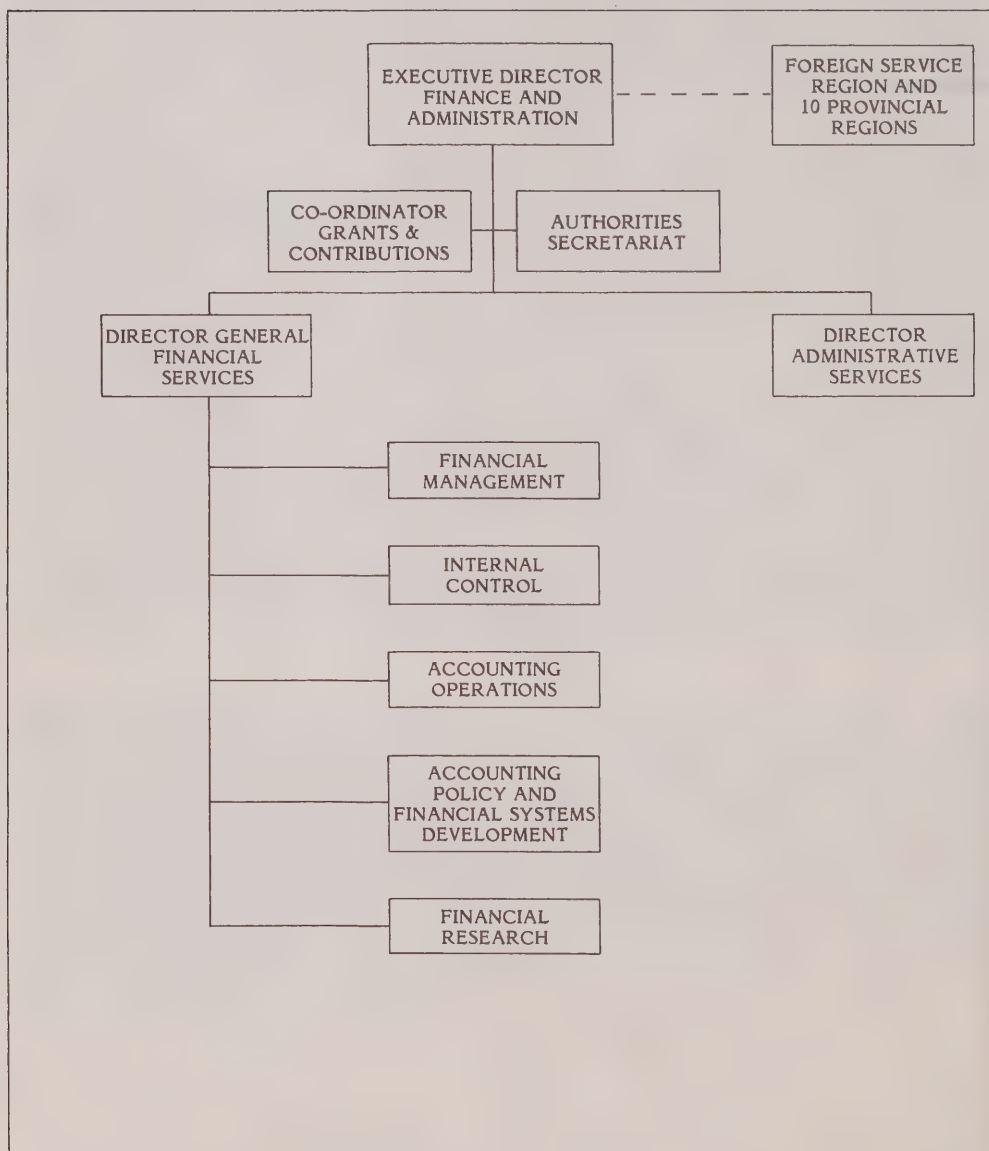 EXECUTIVE DIRECTOR
FINANCE AND
ADMINISTRATION
FOREIGN SERVICE
REGION AND
10 PROVINCIAL
REGIONS
CO-ORDINATOR
GRANTS &
CONTRIBUTIONS
AUTHORITIES
SECRETARIAT
DIRECTOR GENERAL
FINANCIAL
SERVICES
DIRECTOR
ADMINISTRATIVE
SERVICES
FINANCIAL
MANAGEMENT
INTERNAL
CONTROL
ACCOUNTING
OPERATIONS
ACCOUNTING
POLICY AND
FINANCIAL SYSTEMS
DEVELOPMENT
FINANCIAL
RESEARCH